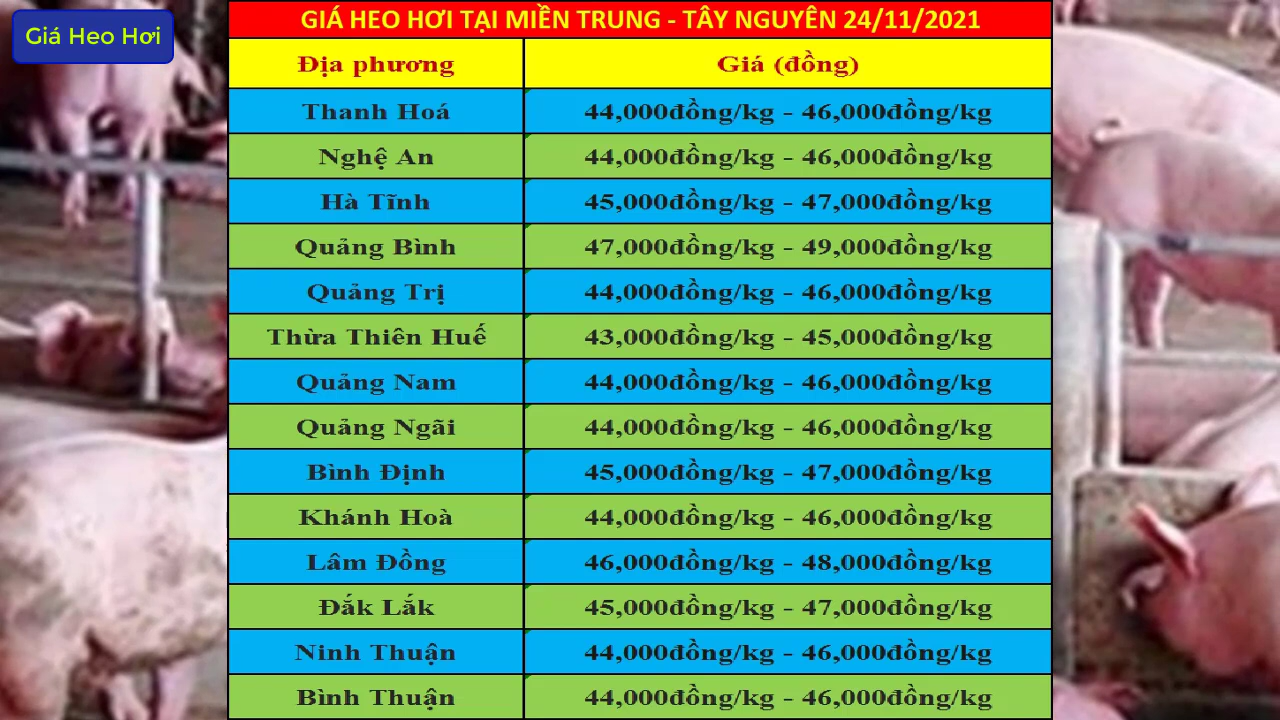 Giá Heo Hơi
GIÁ HEO HƠI TẠI MIỀN TRUNG - TÂY NGUYÊN 24/11/2021
Địa phương Giá (đồng)
Thanh Hoá 44,000đồng/kg - 46,000đồng/kg
Nghệ An 44,000đồng/kg - 46,000đồng/kg
Hà Tĩnh 45,000đồng/kg - 47,000đồng/kg
Quảng Bình 47,000đồng/kg - 49,000đồng/kg
Quảng Trị 44,000đồng/kg - 46,000đồng/kg
Thừa Thiên Huế 43,000đồng/kg - 45,000đồng/kg
Quảng Nam 44,000đồng/kg - 46,000đồng/kg
Quảng Ngãi 44,000đồng/kg - 46,000đồng/kg
Bình Định 45,000đồng/kg - 47,000đồng/kg
Khánh Hoà 44,000đồng/kg - 46,000đồng/kg
Lâm Đồng 46,000đồng/kg - 48,000đồng/kg
Đắk Lắk 45,000đồng/kg - 47,000đồng/kg
Ninh Thuận 44,000đồng/kg - 46,000đồng/kg
Bình Thuận 44,000đồng/kg - 46,000đồng/kg